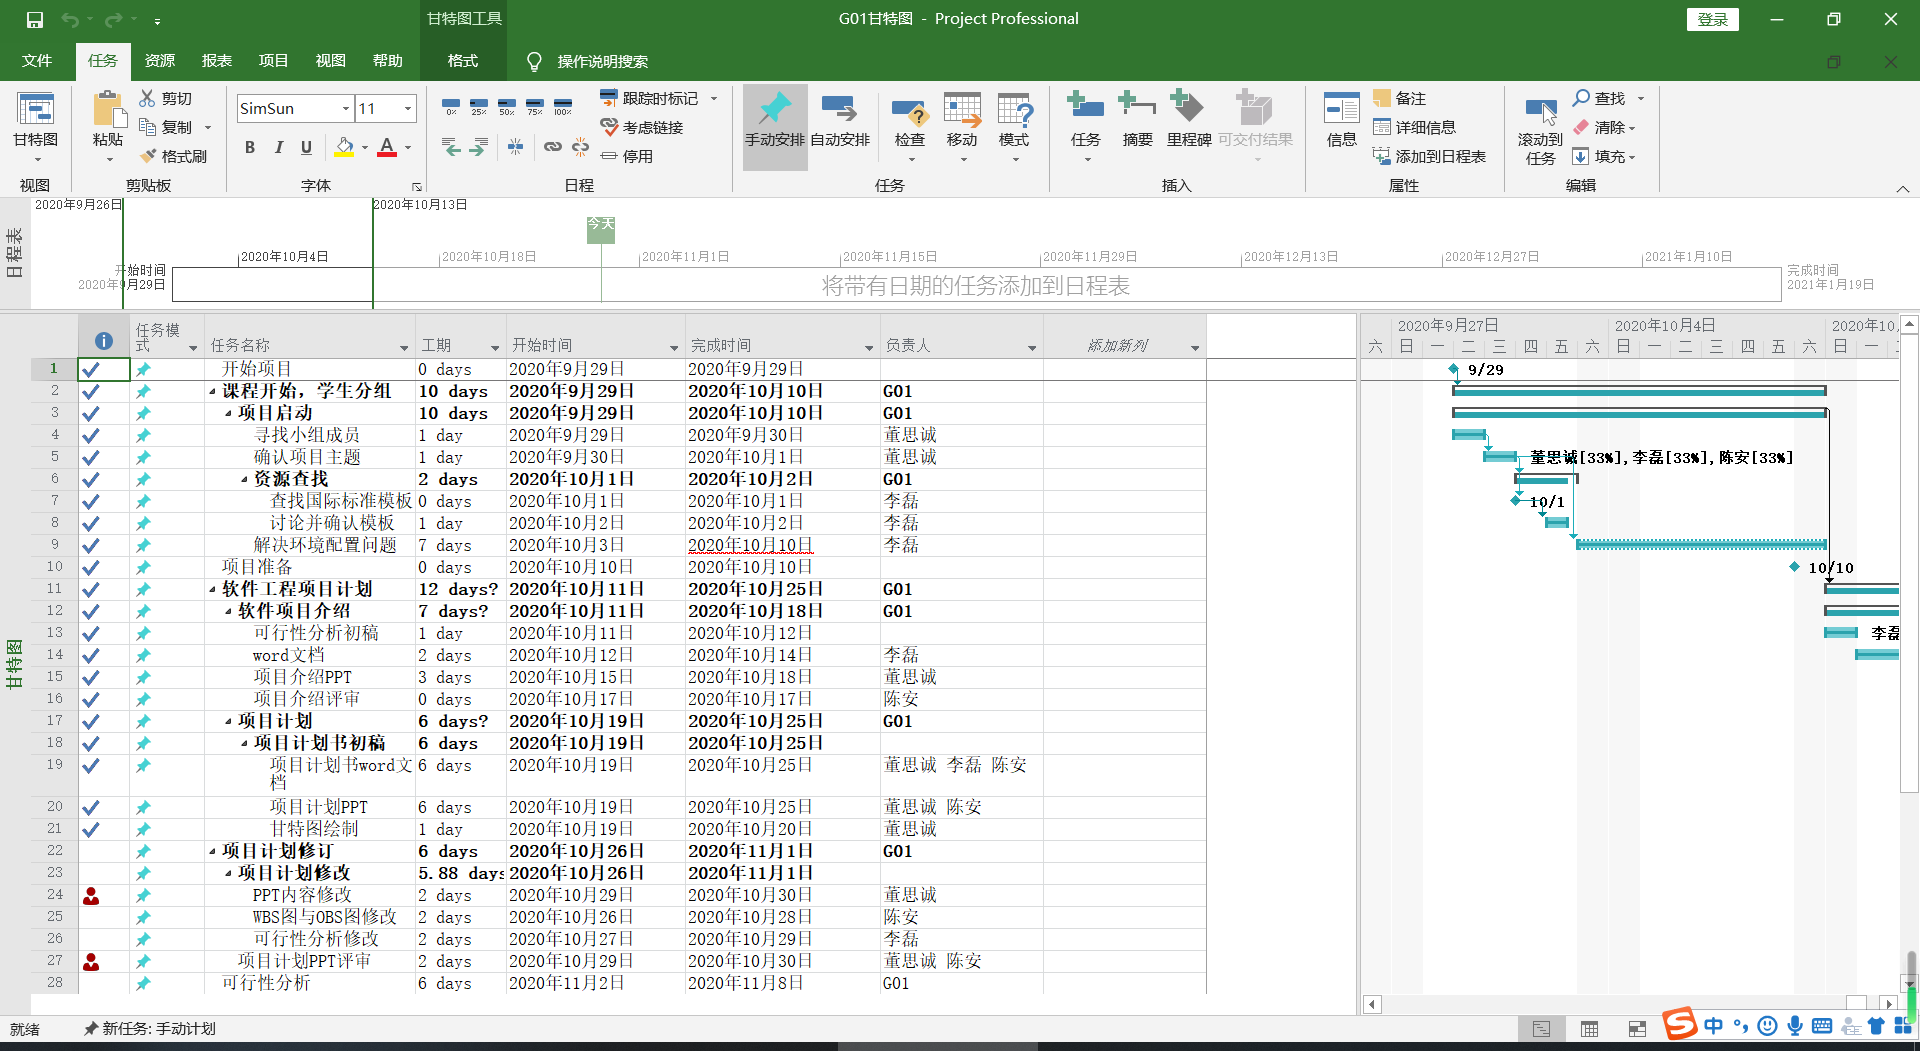 甘特图工具
G01甘特图 - Project Professional
登录
文件 任务 资源 报表 项目 视图 帮助 格式 操作说明搜索
甘特图
粘贴
剪切
复制
格式刷
SimSun 11
B I U A
0% 25% 50% 75% 100%
跟踪时标记
考虑链接
停用
手动安排 自动安排 检查 移动 模式
任务 摘要 里程碑 可交付结果
信息
备注
详细信息
添加到日程表
滚动到
任务
查找
清除
填充
视图 剪贴板 字体 日程 任务 插入 属性 编辑
日程表
2020年9月26日 2020年10月13日
今天
2020年10月4日 2020年10月18日 2020年11月1日 2020年11月15日 2020年11月29日 2020年12月13日 2020年12月27日 2021年1月10日
开始时间
2020年9月29日
将带有日期的任务添加到日程表
完成时间
2021年1月19日
甘特图
任务模式 任务名称 工期 开始时间 完成时间 负责人 添加新列
1 开始项目 0 days 2020年9月29日 2020年9月29日
2 课程开始，学生分组 10 days 2020年9月29日 2020年10月10日 G01
3 项目启动 10 days 2020年9月29日 2020年10月10日 G01
4 寻找小组成员 1 day 2020年9月29日 2020年9月30日 董思诚
5 确认项目主题 1 day 2020年9月30日 2020年10月1日 董思诚
6 资源查找 2 days 2020年10月1日 2020年10月2日 G01
7 查找国际标准模板 0 days 2020年10月1日 2020年10月1日 李磊
8 讨论并确认模板 1 day 2020年10月2日 2020年10月2日 李磊
9 解决环境配置问题 7 days 2020年10月3日 2020年10月10日 李磊
10 项目准备 0 days 2020年10月10日 2020年10月10日
11 软件工程项目计划 12 days? 2020年10月11日 2020年10月25日 G01
12 软件项目介绍 7 days? 2020年10月11日 2020年10月18日 G01
13 可行性分析初稿 1 day 2020年10月11日 2020年10月12日
14 word文档 2 days 2020年10月12日 2020年10月14日 李磊
15 项目介绍PPT 3 days 2020年10月15日 2020年10月18日 董思诚
16 项目介绍评审 0 days 2020年10月17日 2020年10月17日 陈安
17 项目计划 6 days? 2020年10月19日 2020年10月25日 G01
18 项目计划书初稿 6 days 2020年10月19日 2020年10月25日
19 项目计划书word文档 6 days 2020年10月19日 2020年10月25日 董思诚 李磊 陈安
20 项目计划PPT 6 days 2020年10月19日 2020年10月25日 董思诚 陈安
21 甘特图绘制 1 day 2020年10月19日 2020年10月20日 董思诚
22 项目计划修订 6 days 2020年10月26日 2020年11月1日 G01
23 项目计划修改 5.88 days 2020年10月26日 2020年11月1日
24 PPT内容修改 2 days 2020年10月29日 2020年10月30日 董思诚
25 WBS图与OBS图修改 2 days 2020年10月26日 2020年10月28日 陈安
26 可行性分析修改 2 days 2020年10月27日 2020年10月29日 李磊
27 项目计划PPT评审 2 days 2020年10月29日 2020年10月30日 董思诚 陈安
28 可行性分析 6 days 2020年11月2日 2020年11月8日 G01
2020年9月27日 2020年10月4日 2020年10
六 日 一 二 三 四 五 六 日 一 二 三 四 五 六 日 一 二
9/29
董思诚[33%],李磊[33%],陈安[33%]
10/1
10/10
李磊
就绪 新任务: 手动计划
S 中